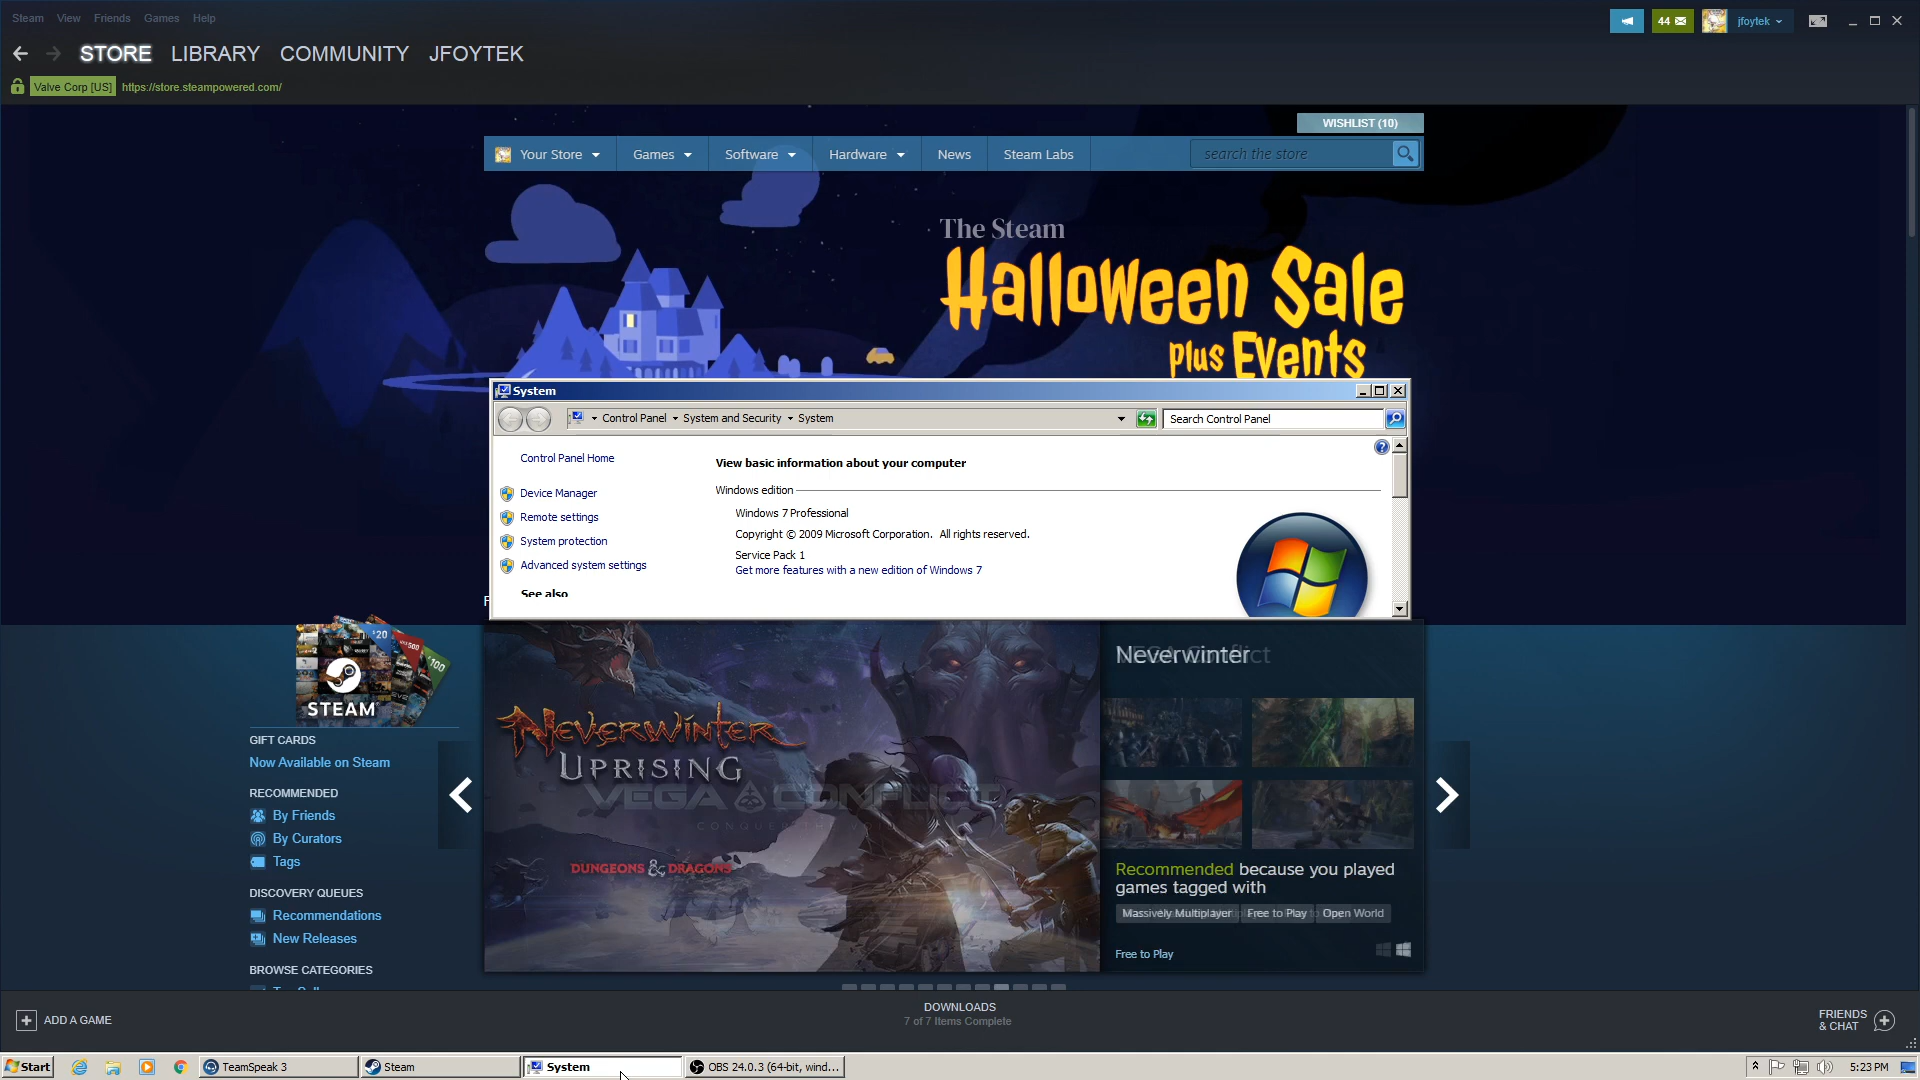 Steam View Friends Games Help
44
jfoytek
STORE LIBRARY COMMUNITY JFOYTEK
Valve Corp [US] https://store.steampowered.com/
WISHLIST (10)
Your Store Games Software Hardware News Steam Labs search the store
The Steam
Halloween Sale
plus Events
System
Control Panel System and Security System Search Control Panel
Control Panel Home
Device Manager
Remote settings
System protection
Advanced system settings
See also
View basic information about your computer
Windows edition
Windows 7 Professional
Copyright © 2009 Microsoft Corporation. All rights reserved.
Service Pack 1
Get more features with a new edition of Windows 7
F
STEAM
GIFT CARDS
Now Available on Steam
RECOMMENDED
By Friends
By Curators
Tags
DISCOVERY QUEUES
Recommendations
New Releases
BROWSE CATEGORIES
NEVERWINTER
UPRISING
VEGA CONFLICT
DUNGEONS & DRAGONS
Neverwinter
Recommended because you played
games tagged with
Massively Multiplayer Free to Play Open World
Free to Play
ADD A GAME
DOWNLOADS
7 of 7 Items Complete
FRIENDS
& CHAT
Start TeamSpeak 3 Steam System OBS 24.0.3 (64-bit, wind... 5:23 PM